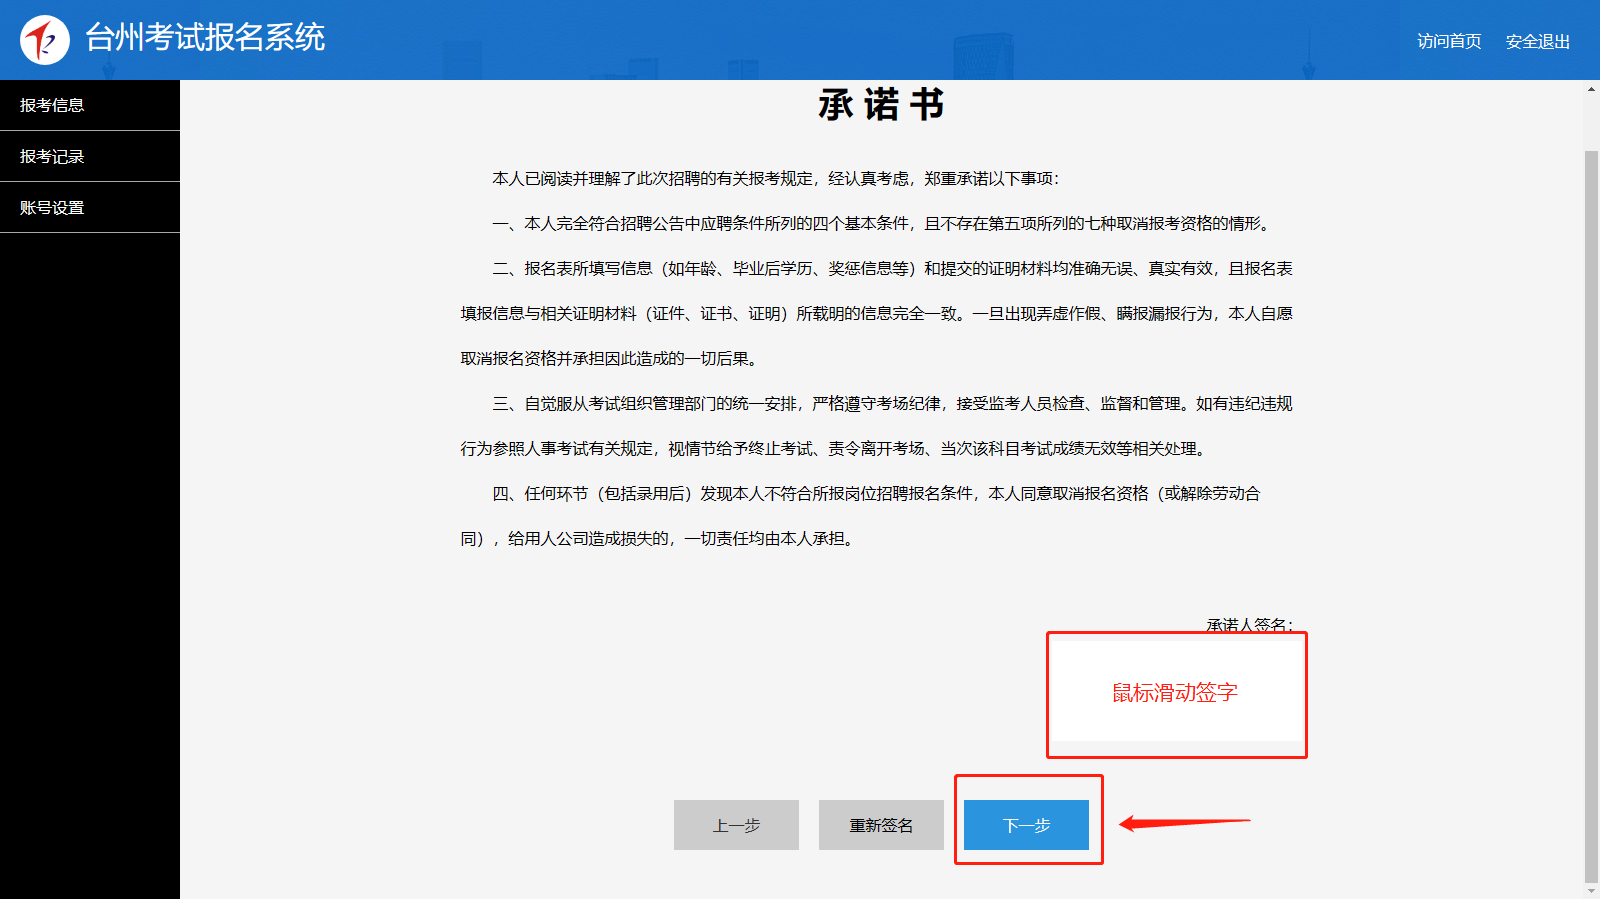 台州考试报名系统
访问首页 安全退出
报考信息
报考记录
账号设置
承 诺 书
本人已阅读并理解了此次招聘的有关报考规定，经认真考虑，郑重承诺以下事项：
一、本人完全符合招聘公告中应聘条件所列的四个基本条件，且不存在第五项所列的七种取消报考资格的情形。
二、报名表所填写信息（如年龄、毕业后学历、奖惩信息等）和提交的证明材料均准确无误、真实有效，且报名表
填报信息与相关证明材料（证件、证书、证明）所载明的信息完全一致。一旦出现弄虚作假、瞒报漏报行为，本人自愿
取消报名资格并承担因此造成的一切后果。
三、自觉服从考试组织管理部门的统一安排，严格遵守考场纪律，接受监考人员检查、监督和管理。如有违纪违规
行为参照人事考试有关规定，视情节给予终止考试、责令离开考场、当次该科目考试成绩无效等相关处理。
四、任何环节（包括录用后）发现本人不符合所报岗位招聘报名条件，本人同意取消报名资格（或解除劳动合
同），给用人公司造成损失的，一切责任均由本人承担。
承诺人签名：
鼠标滑动签字
上一步 重新签名 下一步